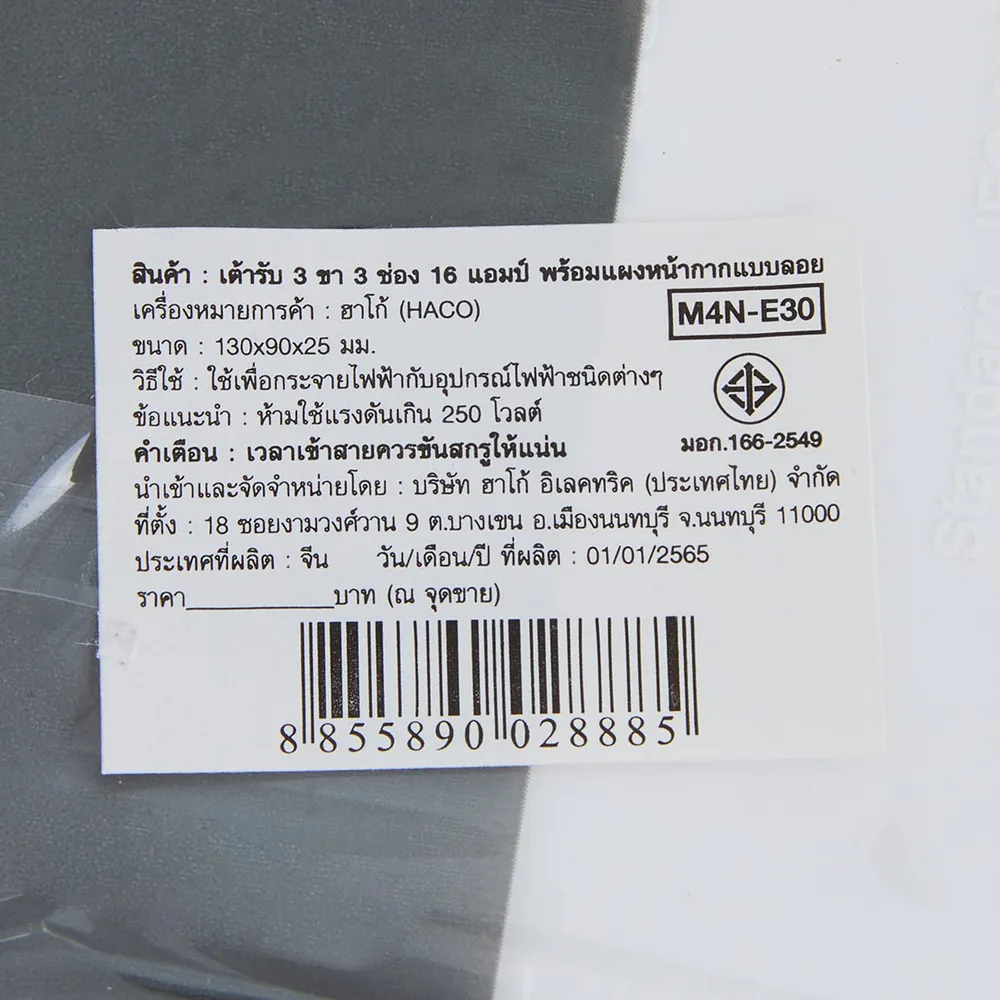 สินค้า : เต้ารับ 3 ขา 3 ช่อง 16 แอมป์ พร้อมแผงหน้ากากแบบลอย
เครื่องหมายการค้า : ฮาโก้ (HACO)
M4N-E30
ขนาด : 130x90x25 มม.
วิธีใช้ : ใช้เพื่อกระจายไฟฟ้ากับอุปกรณ์ไฟฟ้าชนิดต่างๆ
ข้อแนะนำ : ห้ามใช้แรงดันเกิน 250 โวลต์
มอก.166-2549
คำเตือน : เวลาเข้าสายควรขันสกรูให้แน่น
นำเข้าและจัดจำหน่ายโดย : บริษัท ฮาโก้ อิเลคทริค (ประเทศไทย) จำกัด
ที่ตั้ง : 18 ซอยงามวงศ์วาน 9 ต.บางเขน อ.เมืองนนทบุรี จ.นนทบุรี 11000
ประเทศที่ผลิต : จีน วัน/เดือน/ปี ที่ผลิต : 01/01/2565
ราคา__________บาท (ณ จุดขาย)
8 855890 028885
Standard